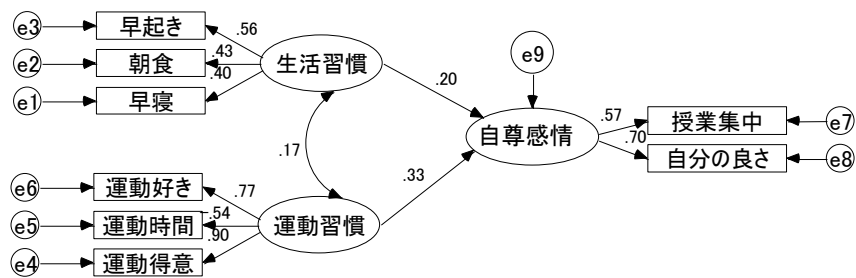 e3
早起き
.56
e2
朝食
.43
e1
早寝
.40
生活習慣
.20
e9
.17
自尊感情
.57
授業集中
e7
.70
自分の良さ
e8
.33
e6
運動好き
.77
e5
運動時間
-.54
e4
運動得意
.90
運動習慣